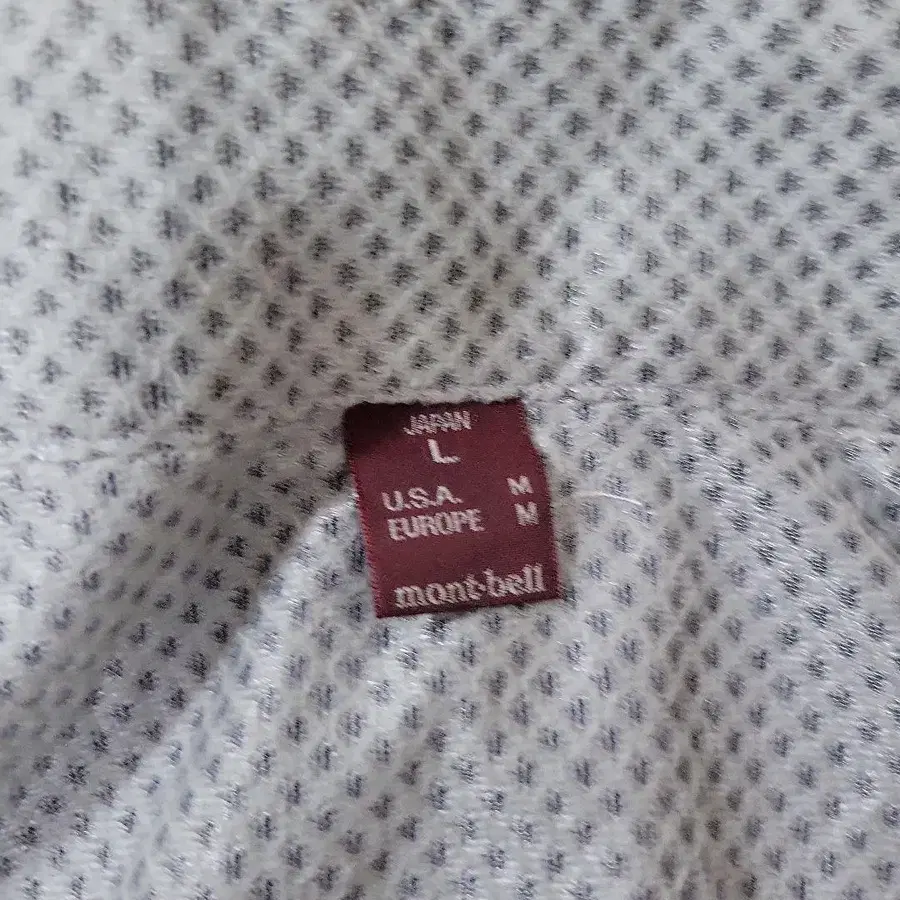 JAPAN
L
U.S.A. M
EUROPE M
mont-bell